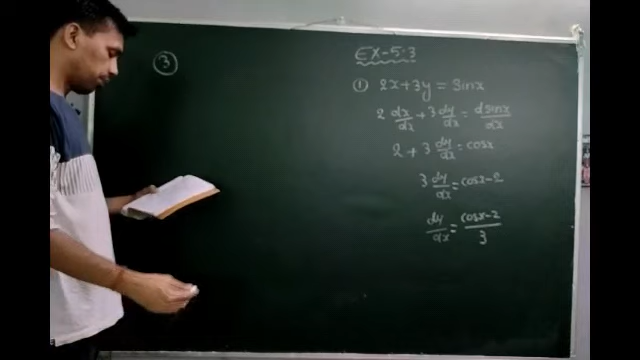 ③
Ex-5.3
① 2x+3y = Sinx
2 dx/dx + 3 dy/dx = dsinx/dx
2 + 3 dy/dx = cosx
3 dy/dx = cosx-2
dy/dx = cosx-2/3